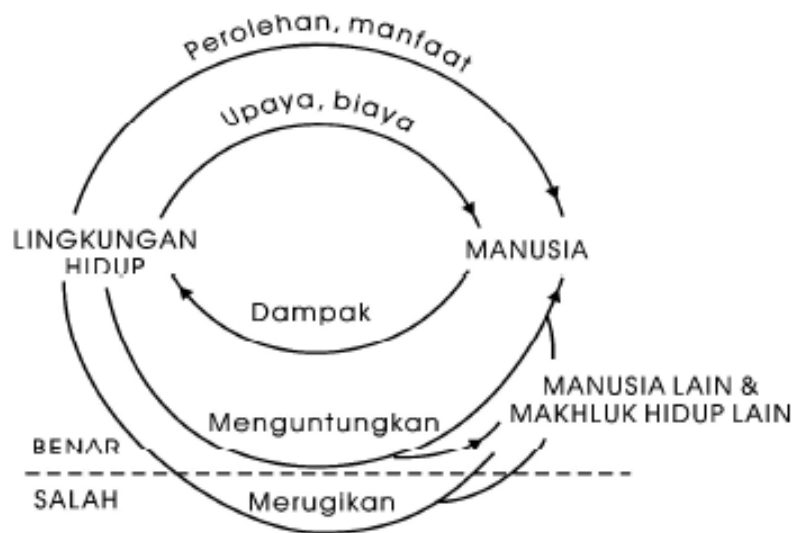 Perolehan, manfaat
Upaya, biaya
LINGKUNGAN
HIDUP
MANUSIA
Dampak
MANUSIA LAIN &
MAKHLUK HIDUP LAIN
Menguntungkan
BENAR
SALAH
Merugikan